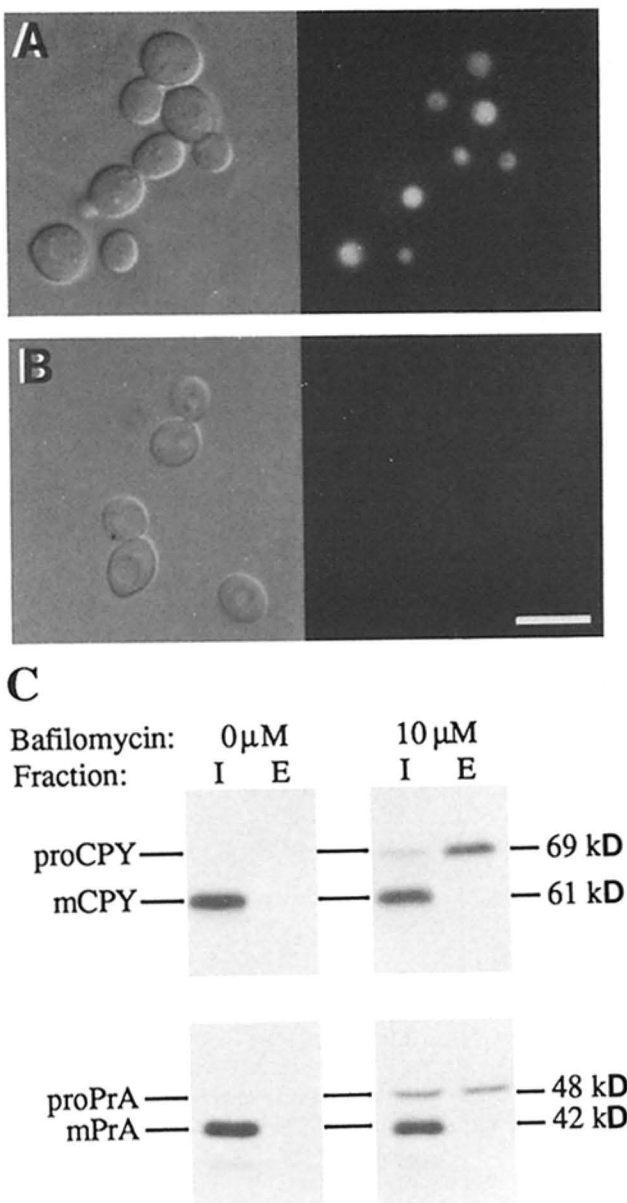 A
B
C
Bafilomycin: 0 μM 10 μM
Fraction: I E I E
proCPY 69 kD
mCPY 61 kD
proPrA 48 kD
mPrA 42 kD